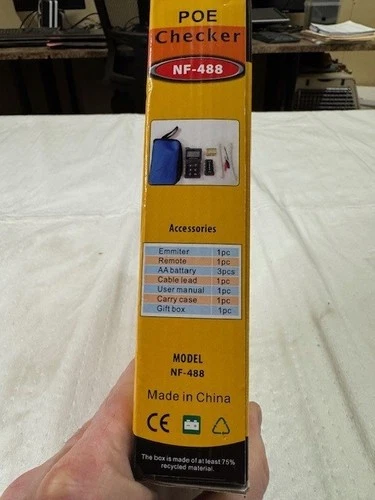 POE
Checker
NF-488
Accessories
Emmiter 1pc
Remote 1pc
AA battary 3pcs
Cable lead 1pc
User manual 1pc
Carry case 1pc
Gift box 1pc
MODEL
NF-488
Made in China
CE
The box is made of at least 75%
recycled material.